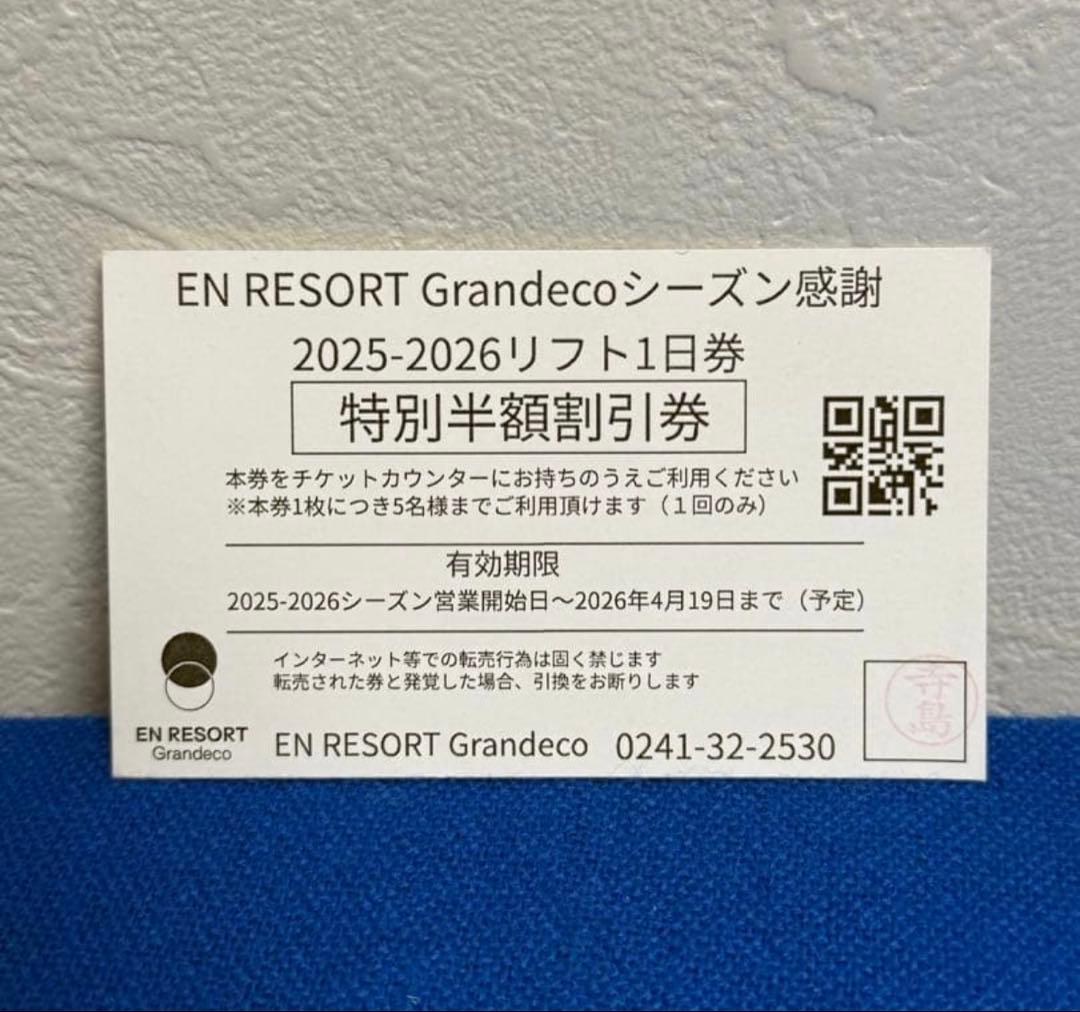 EN RESORT Grandecoシーズン感謝
2025-2026リフト1日券
特別半額割引券
本券をチケットカウンターにお持ちのうえご利用ください
※本券1枚につき5名様までご利用頂けます（１回のみ）
有効期限
2025-2026シーズン営業開始日～2026年4月19日まで（予定）
インターネット等での転売行為は固く禁じます
転売された券と発覚した場合、引換をお断りします
EN RESORT
Grandeco
EN RESORT Grandeco 0241-32-2530
寺島